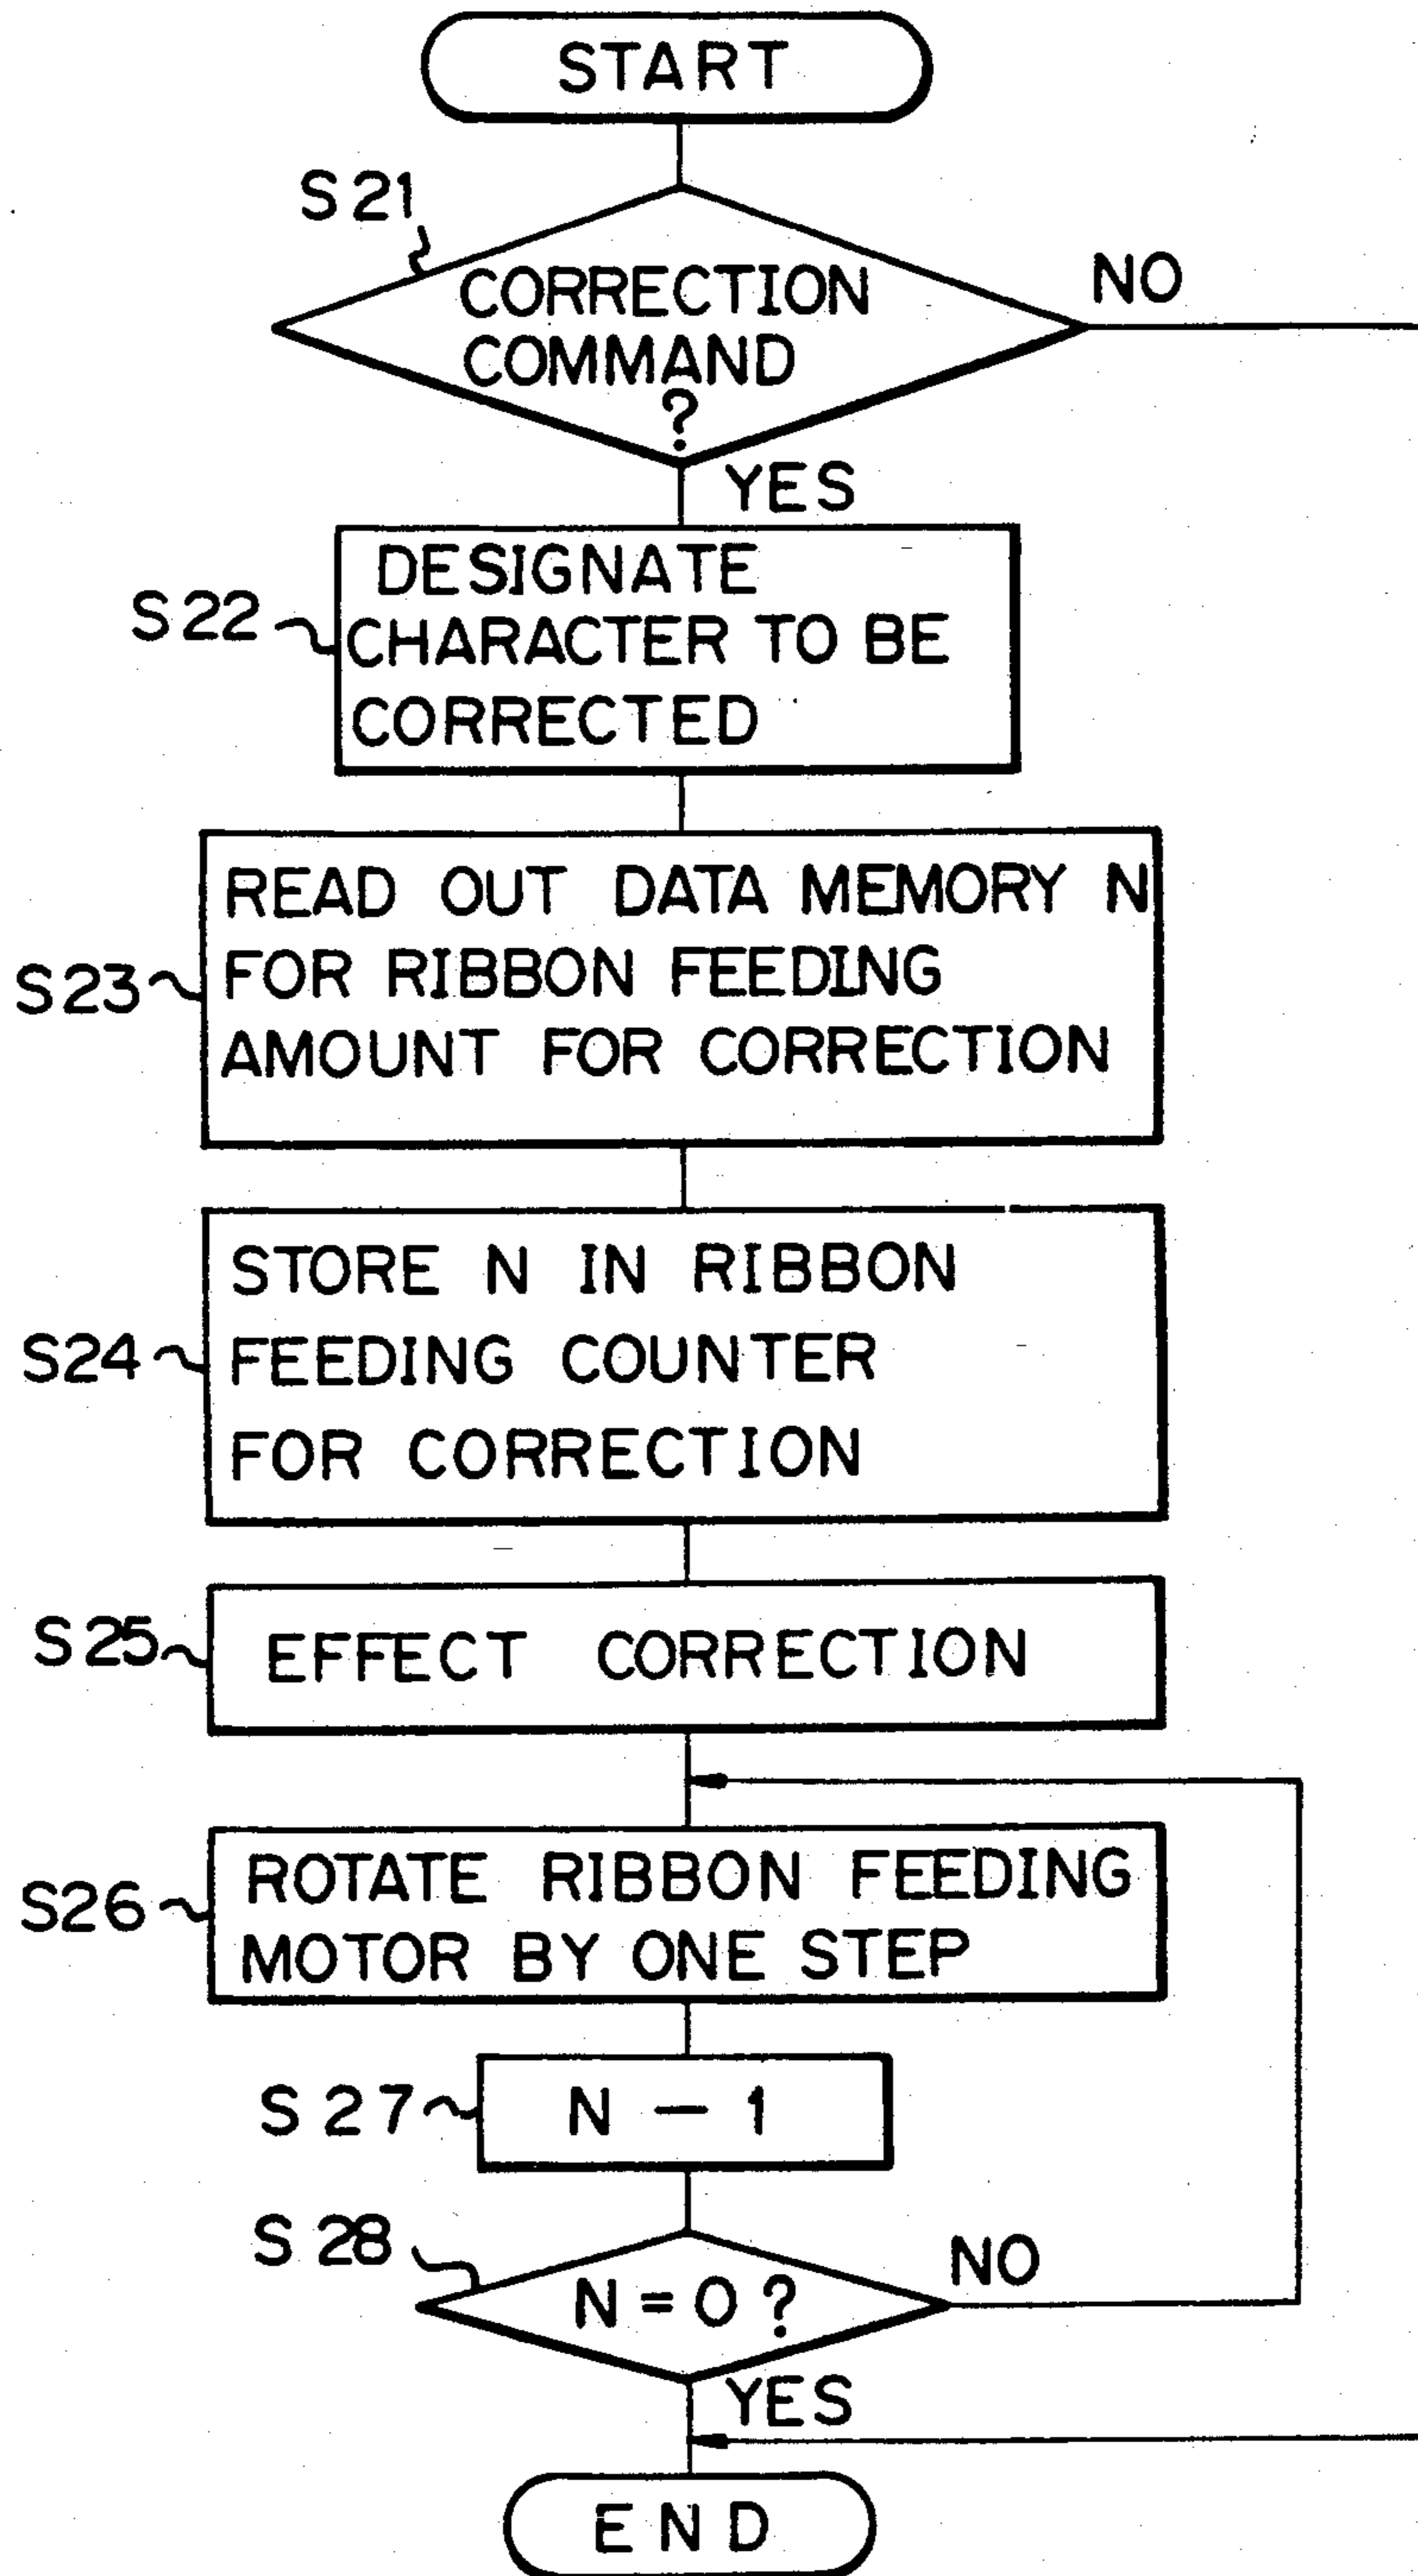 START
S21
CORRECTION
COMMAND
?
NO
YES
S22
DESIGNATE
CHARACTER TO BE
CORRECTED
S23
READ OUT DATA MEMORY N
FOR RIBBON FEEDING
AMOUNT FOR CORRECTION
S24
STORE N IN RIBBON
FEEDING COUNTER
FOR CORRECTION
S25
EFFECT CORRECTION
S26
ROTATE RIBBON FEEDING
MOTOR BY ONE STEP
S27
N - 1
S28
N = 0 ?
NO
YES
END